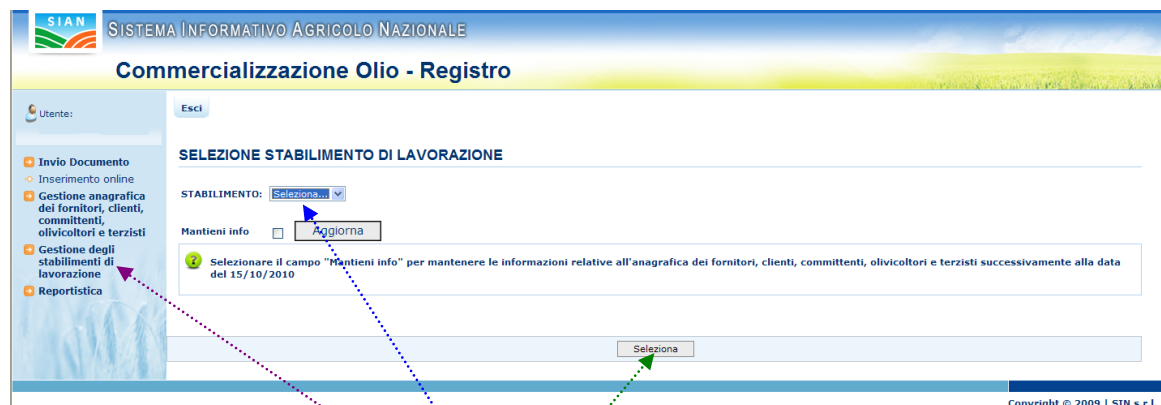 SIAN
SISTEMA INFORMATIVO AGRICOLO NAZIONALE
Commercializzazione Olio - Registro
Utente:
Esci
Invio Documento
Inserimento online
Gestione anagrafica
dei fornitori, clienti,
committenti,
olivicoltori e terzisti
Gestione degli
stabilimenti di
lavorazione
Reportistica
SELEZIONE STABILIMENTO DI LAVORAZIONE
STABILIMENTO: Seleziona...
Mantieni info Aggiorna
Selezionare il campo "Mantieni info" per mantenere le informazioni relative all'anagrafica dei fornitori, clienti, committenti, olivicoltori e terzisti successivamente alla data
del 15/10/2010
Seleziona
Copyright © 2009 | SIN s.r.l.